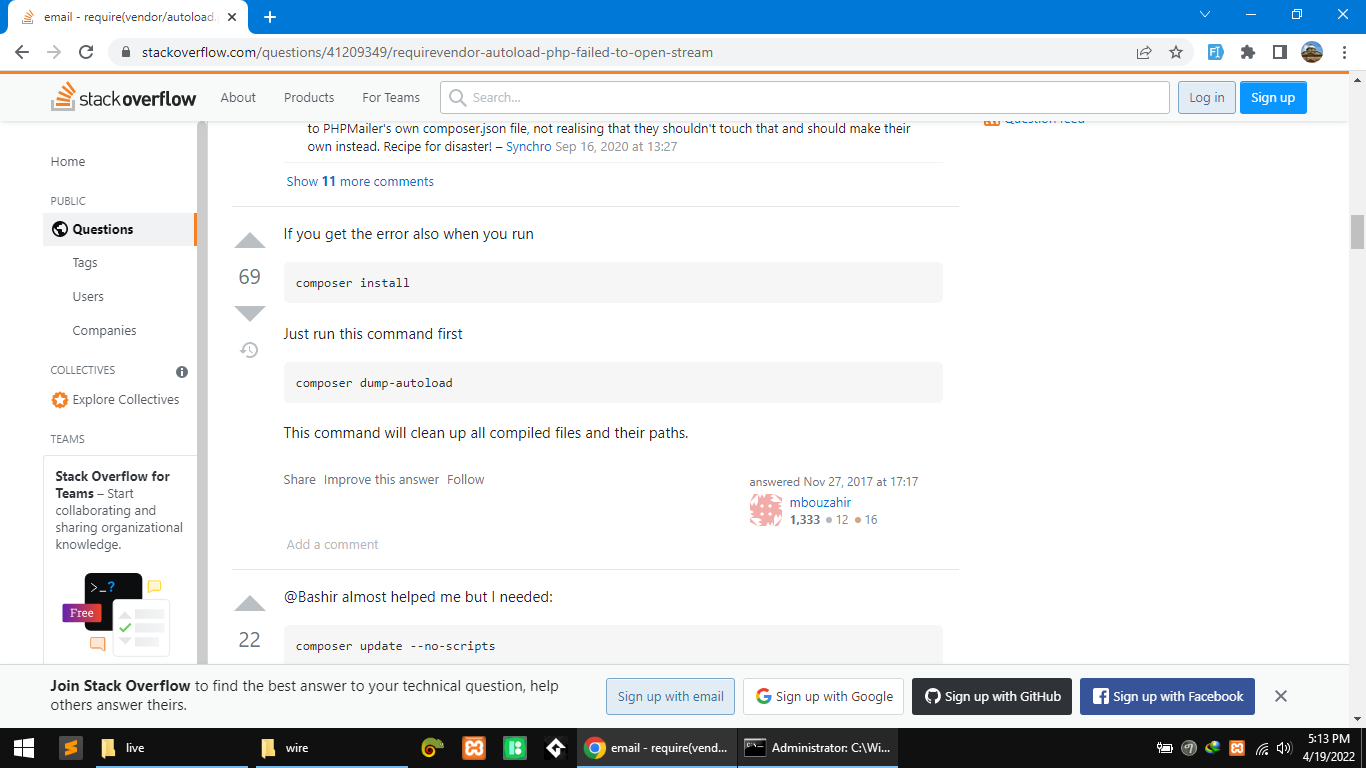 email - require(vendor/autoload.
stackoverflow.com/questions/41209349/requirevendor-autoload-php-failed-to-open-stream
stack overflow
About
Products
For Teams
Search...
Log in
Sign up
to PHPMailer's own composer.json file, not realising that they shouldn't touch that and should make their
own instead. Recipe for disaster! – Synchro Sep 16, 2020 at 13:27
Show 11 more comments
Question feed
Home
PUBLIC
Questions
Tags
Users
Companies
COLLECTIVES
Explore Collectives
TEAMS
Stack Overflow for
Teams – Start
collaborating and
sharing organizational
knowledge.
>_?
Free
69
If you get the error also when you run
composer install
Just run this command first
composer dump-autoload
This command will clean up all compiled files and their paths.
Share Improve this answer Follow
answered Nov 27, 2017 at 17:17
mbouzahir
1,333 12 16
Add a comment
22
@Bashir almost helped me but I needed:
composer update --no-scripts
Join Stack Overflow to find the best answer to your technical question, help
others answer theirs.
Sign up with email
Sign up with Google
Sign up with GitHub
Sign up with Facebook
live
wire
email - require(vend...
Administrator: C:\Wi...
5:13 PM
4/19/2022